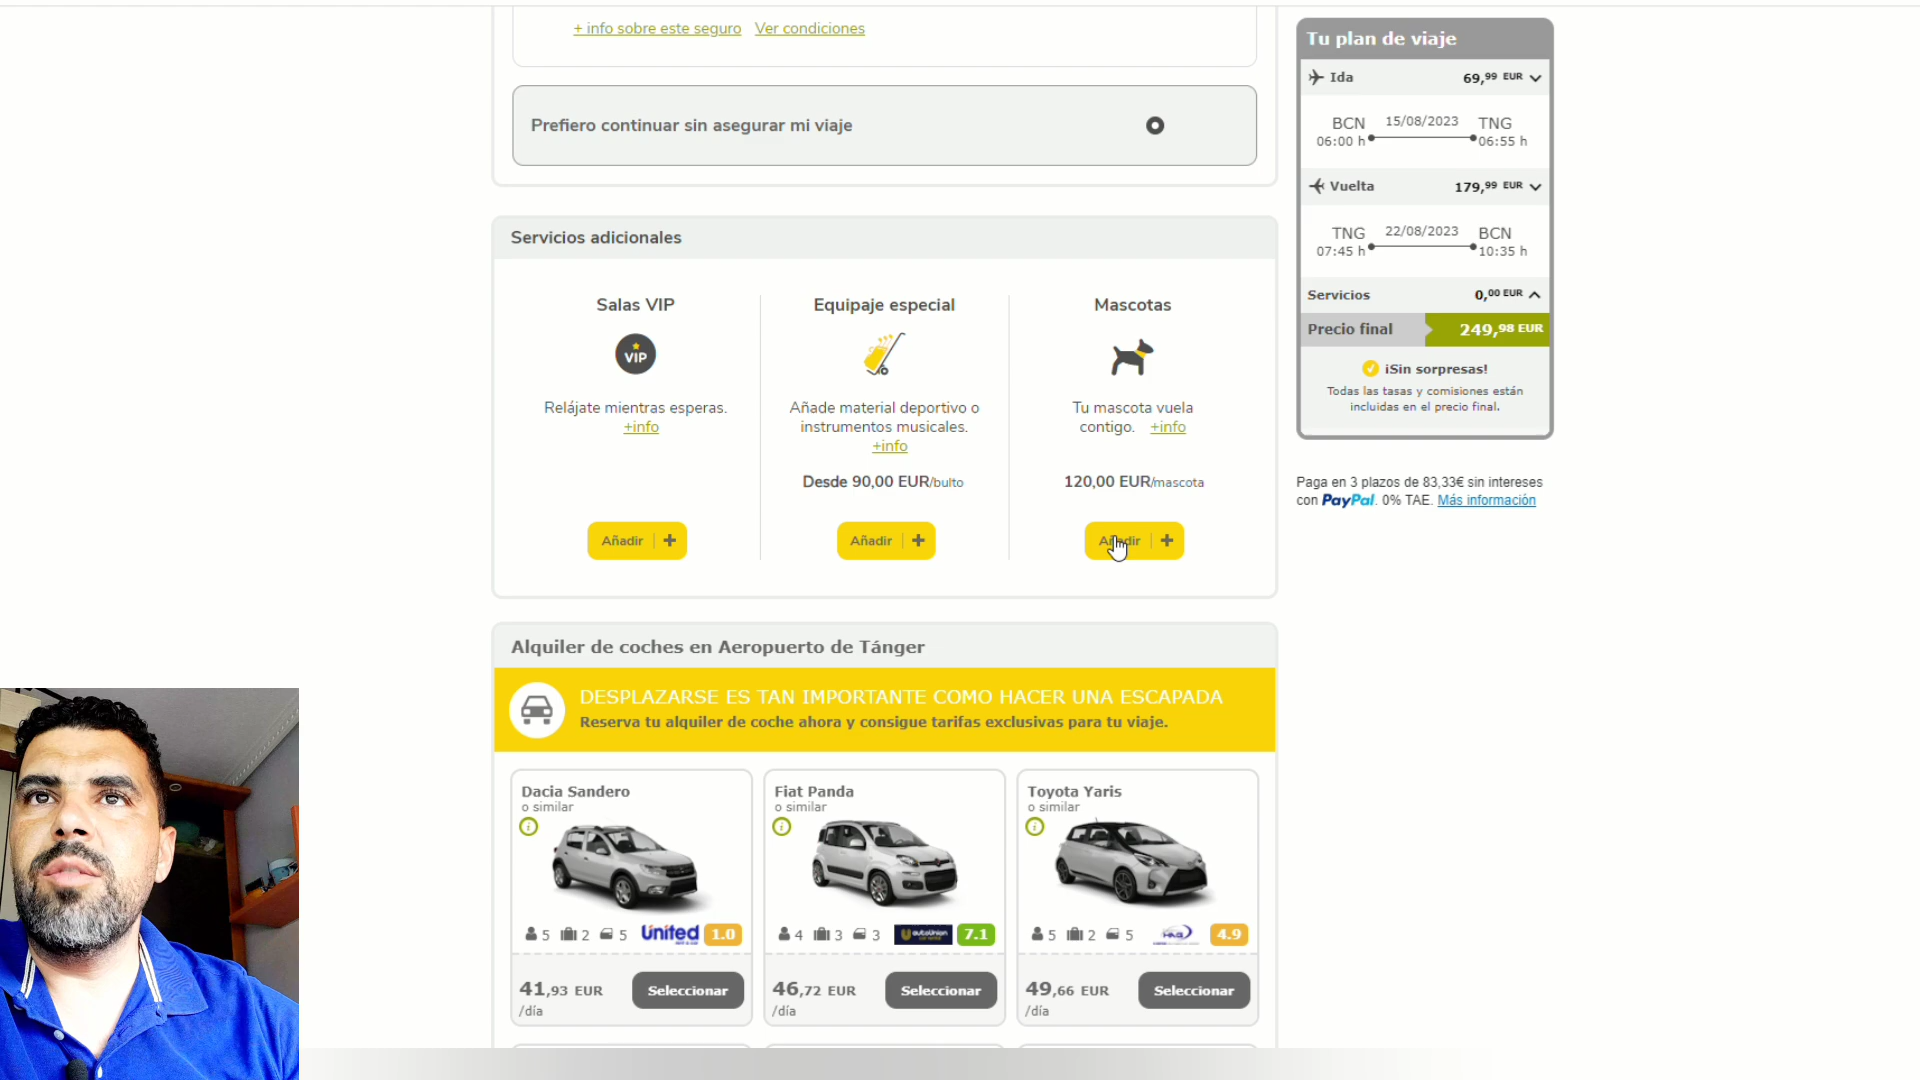 + info sobre este seguro Ver condiciones
Prefiero continuar sin asegurar mi viaje
Servicios adicionales
Salas VIP
VIP
Relájate mientras esperas.
+info
Añadir | +
Equipaje especial
Añade material deportivo o
instrumentos musicales.
+info
Desde 90,00 EUR/bulto
Añadir | +
Mascotas
Tu mascota vuela
contigo. +info
120,00 EUR/mascota
Añadir | +
Alquiler de coches en Aeropuerto de Tánger
DESPLAZARSE ES TAN IMPORTANTE COMO HACER UNA ESCAPADA
Reserva tu alquiler de coche ahora y consigue tarifas exclusivas para tu viaje.
Dacia Sandero
o similar
5 2 5 United 1.0
41,93 EUR
/día
Seleccionar
Fiat Panda
o similar
4 3 3 autoUnion 7.1
46,72 EUR
/día
Seleccionar
Toyota Yaris
o similar
5 2 5 4.9
49,66 EUR
/día
Seleccionar
Tu plan de viaje
Ida 69,99 EUR
BCN 15/08/2023 TNG
06:00 h 06:55 h
Vuelta 179,99 EUR
TNG 22/08/2023 BCN
07:45 h 10:35 h
Servicios 0,00 EUR
Precio final 249,98 EUR
¡Sin sorpresas!
Todas las tasas y comisiones están
incluidas en el precio final.
Paga en 3 plazos de 83,33€ sin intereses
con PayPal. 0% TAE. Más información